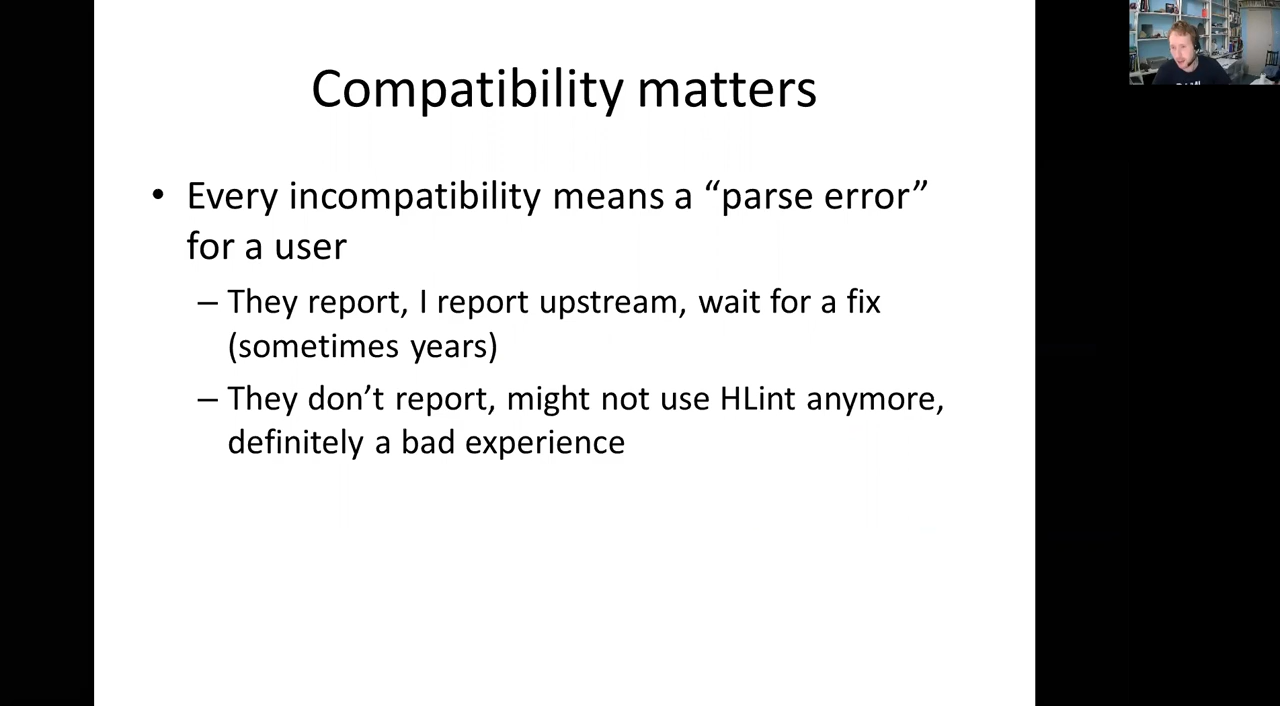 Compatibility matters
• Every incompatibility means a “parse error”
for a user
– They report, I report upstream, wait for a fix
(sometimes years)
– They don’t report, might not use HLint anymore,
definitely a bad experience